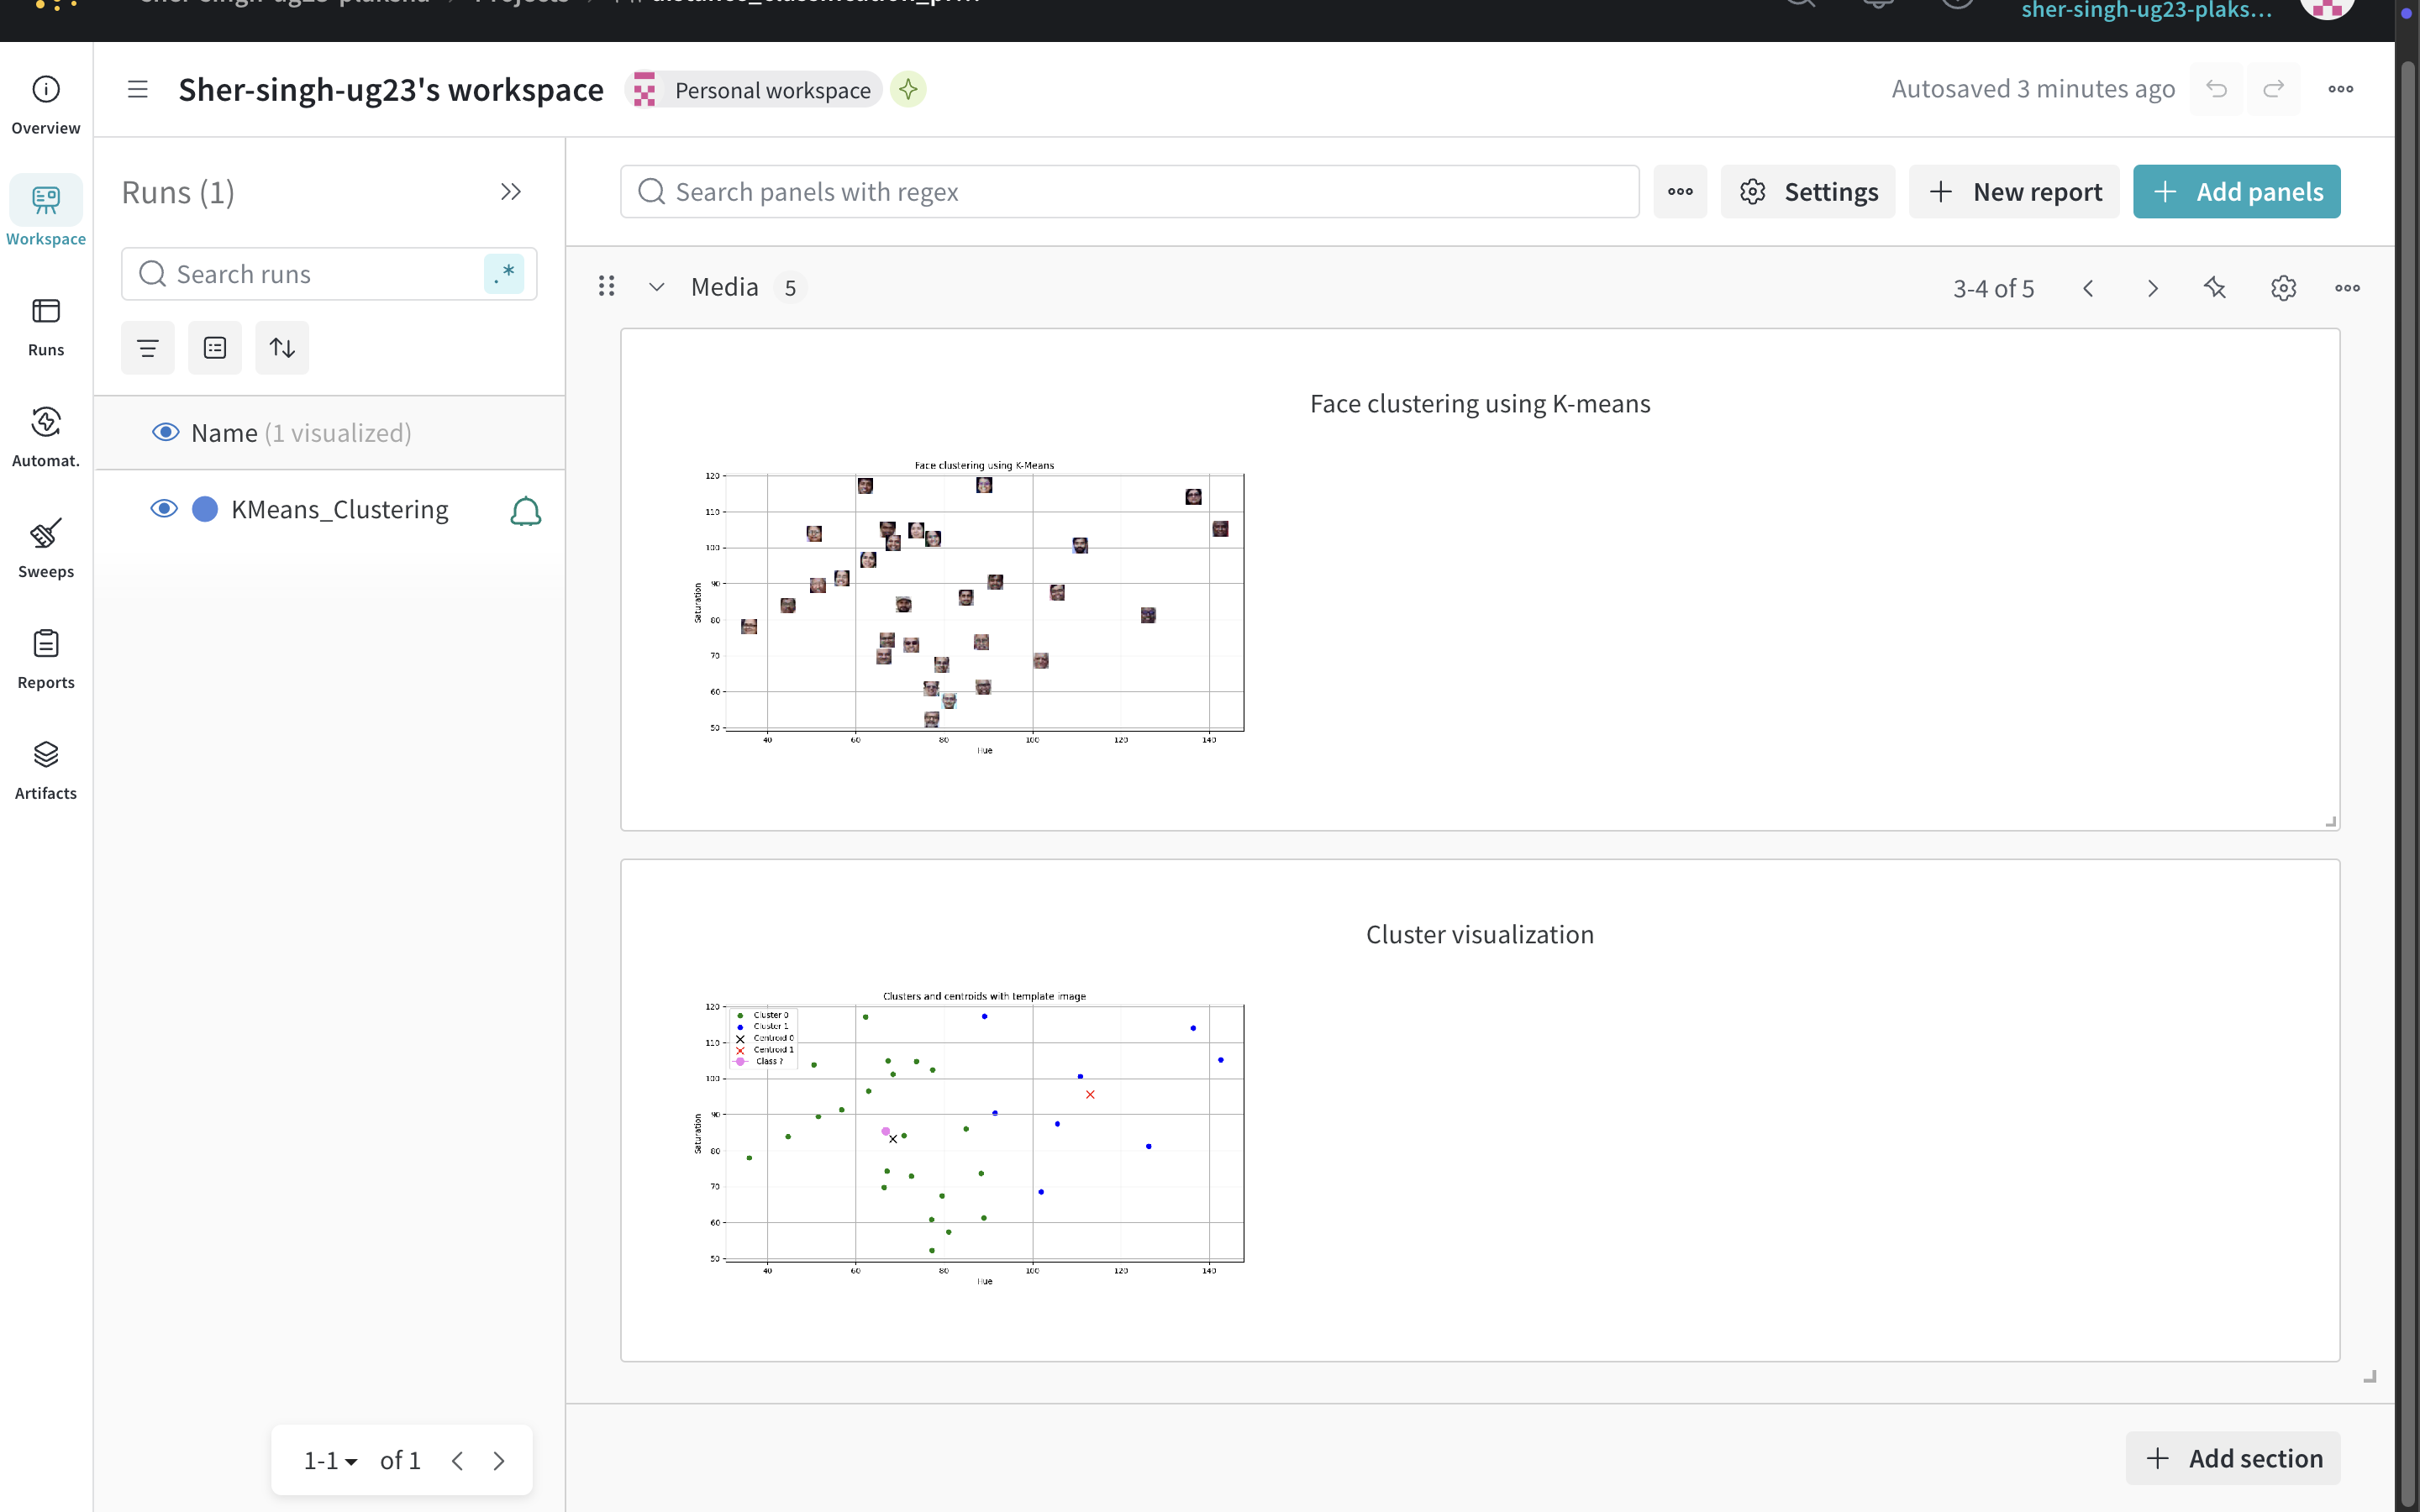 sher-singh-ug23-plaksha > Projects >
sher-singh-ug23-plaks...
Sher-singh-ug23's workspace
Personal workspace
Autosaved 3 minutes ago
Overview
Workspace
Runs
Automat.
Sweeps
Reports
Artifacts
Runs (1)
Search runs
.*
Name (1 visualized)
KMeans_Clustering
1-1 of 1
Search panels with regex
Settings
New report
Add panels
Media 5
3-4 of 5
Face clustering using K-means
Face clustering using K-Means
120
110
100
90
80
70
60
50
Saturation
40 60 80 100 120 140
Hue
Cluster visualization
Clusters and centroids with template image
Cluster 0
Cluster 1
Centroid 0
Centroid 1
Class ?
120
110
100
90
80
70
60
50
Saturation
40 60 80 100 120 140
Hue
Add section